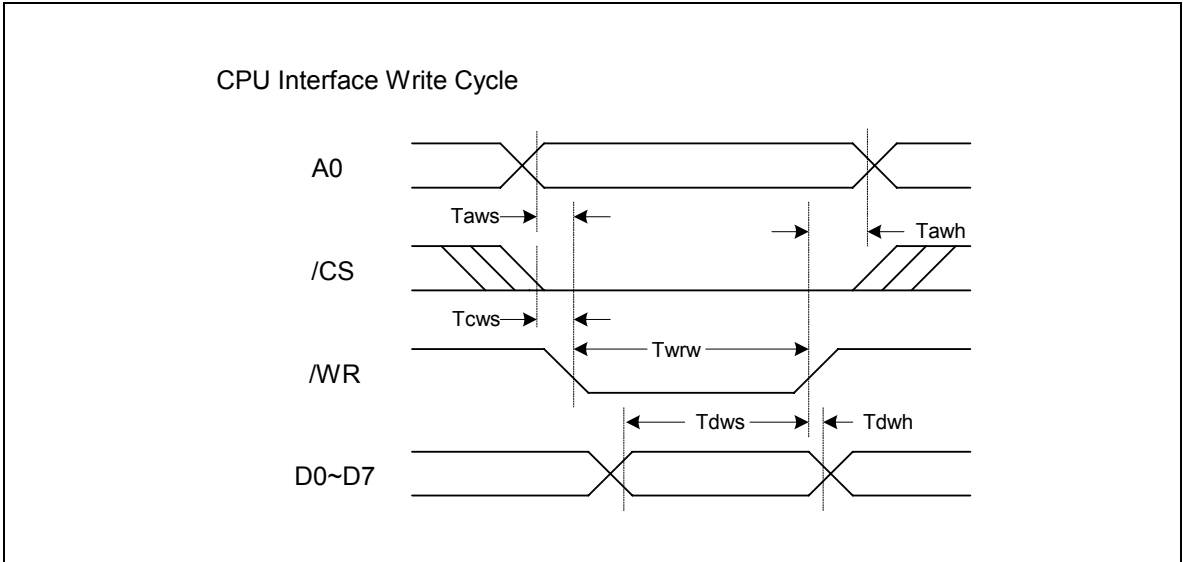 CPU Interface Write Cycle
A0
Taws
Tawh
/CS
Tcws
Twrw
/WR
Tdws
Tdwh
D0~D7